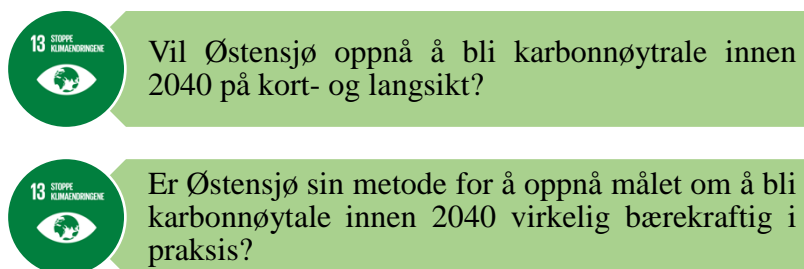 13 STOPPE
KLIMAENDRINGENE
Vil Østensjø oppnå å bli karbonnøytrale innen
2040 på kort- og langsikt?
13 STOPPE
KLIMAENDRINGENE
Er Østensjø sin metode for å oppnå målet om å bli
karbonnøytale innen 2040 virkelig bærekraftig i
praksis?